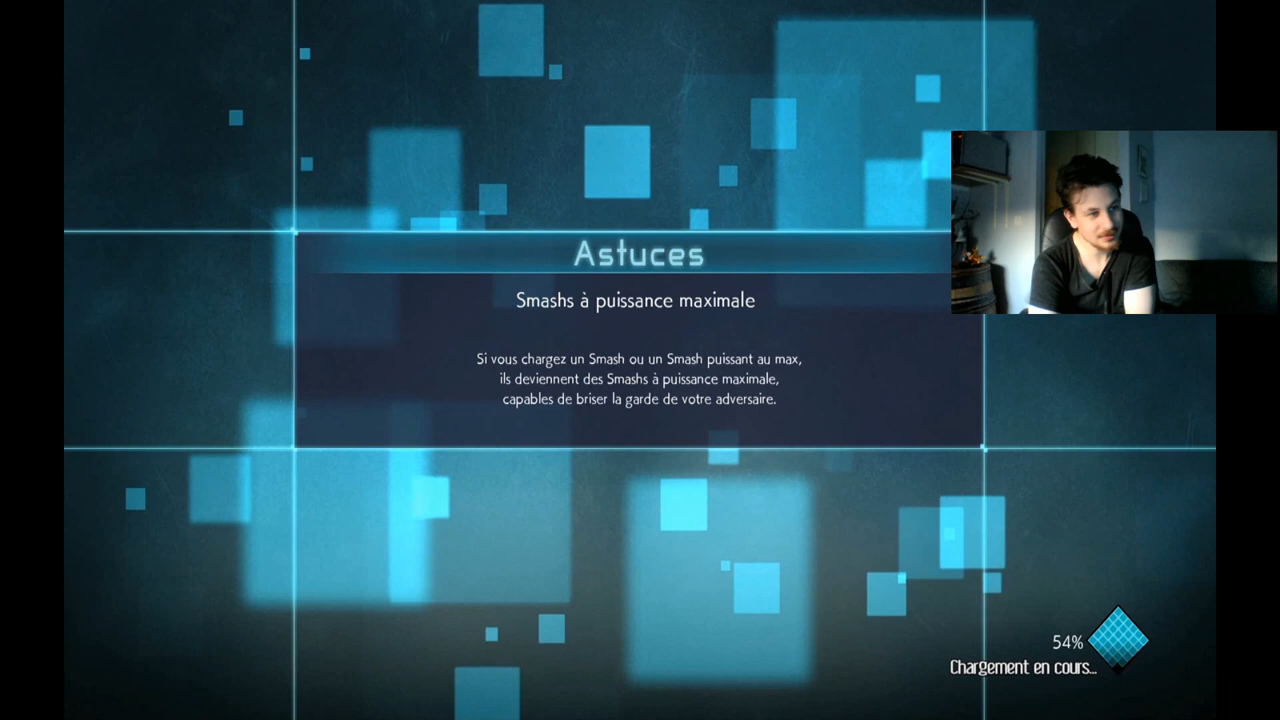 Astuces
Smashs à puissance maximale
Si vous chargez un Smash ou un Smash puissant au max,
ils deviennent des Smashs à puissance maximale,
capables de briser la garde de votre adversaire.
54%
Chargement en cours...